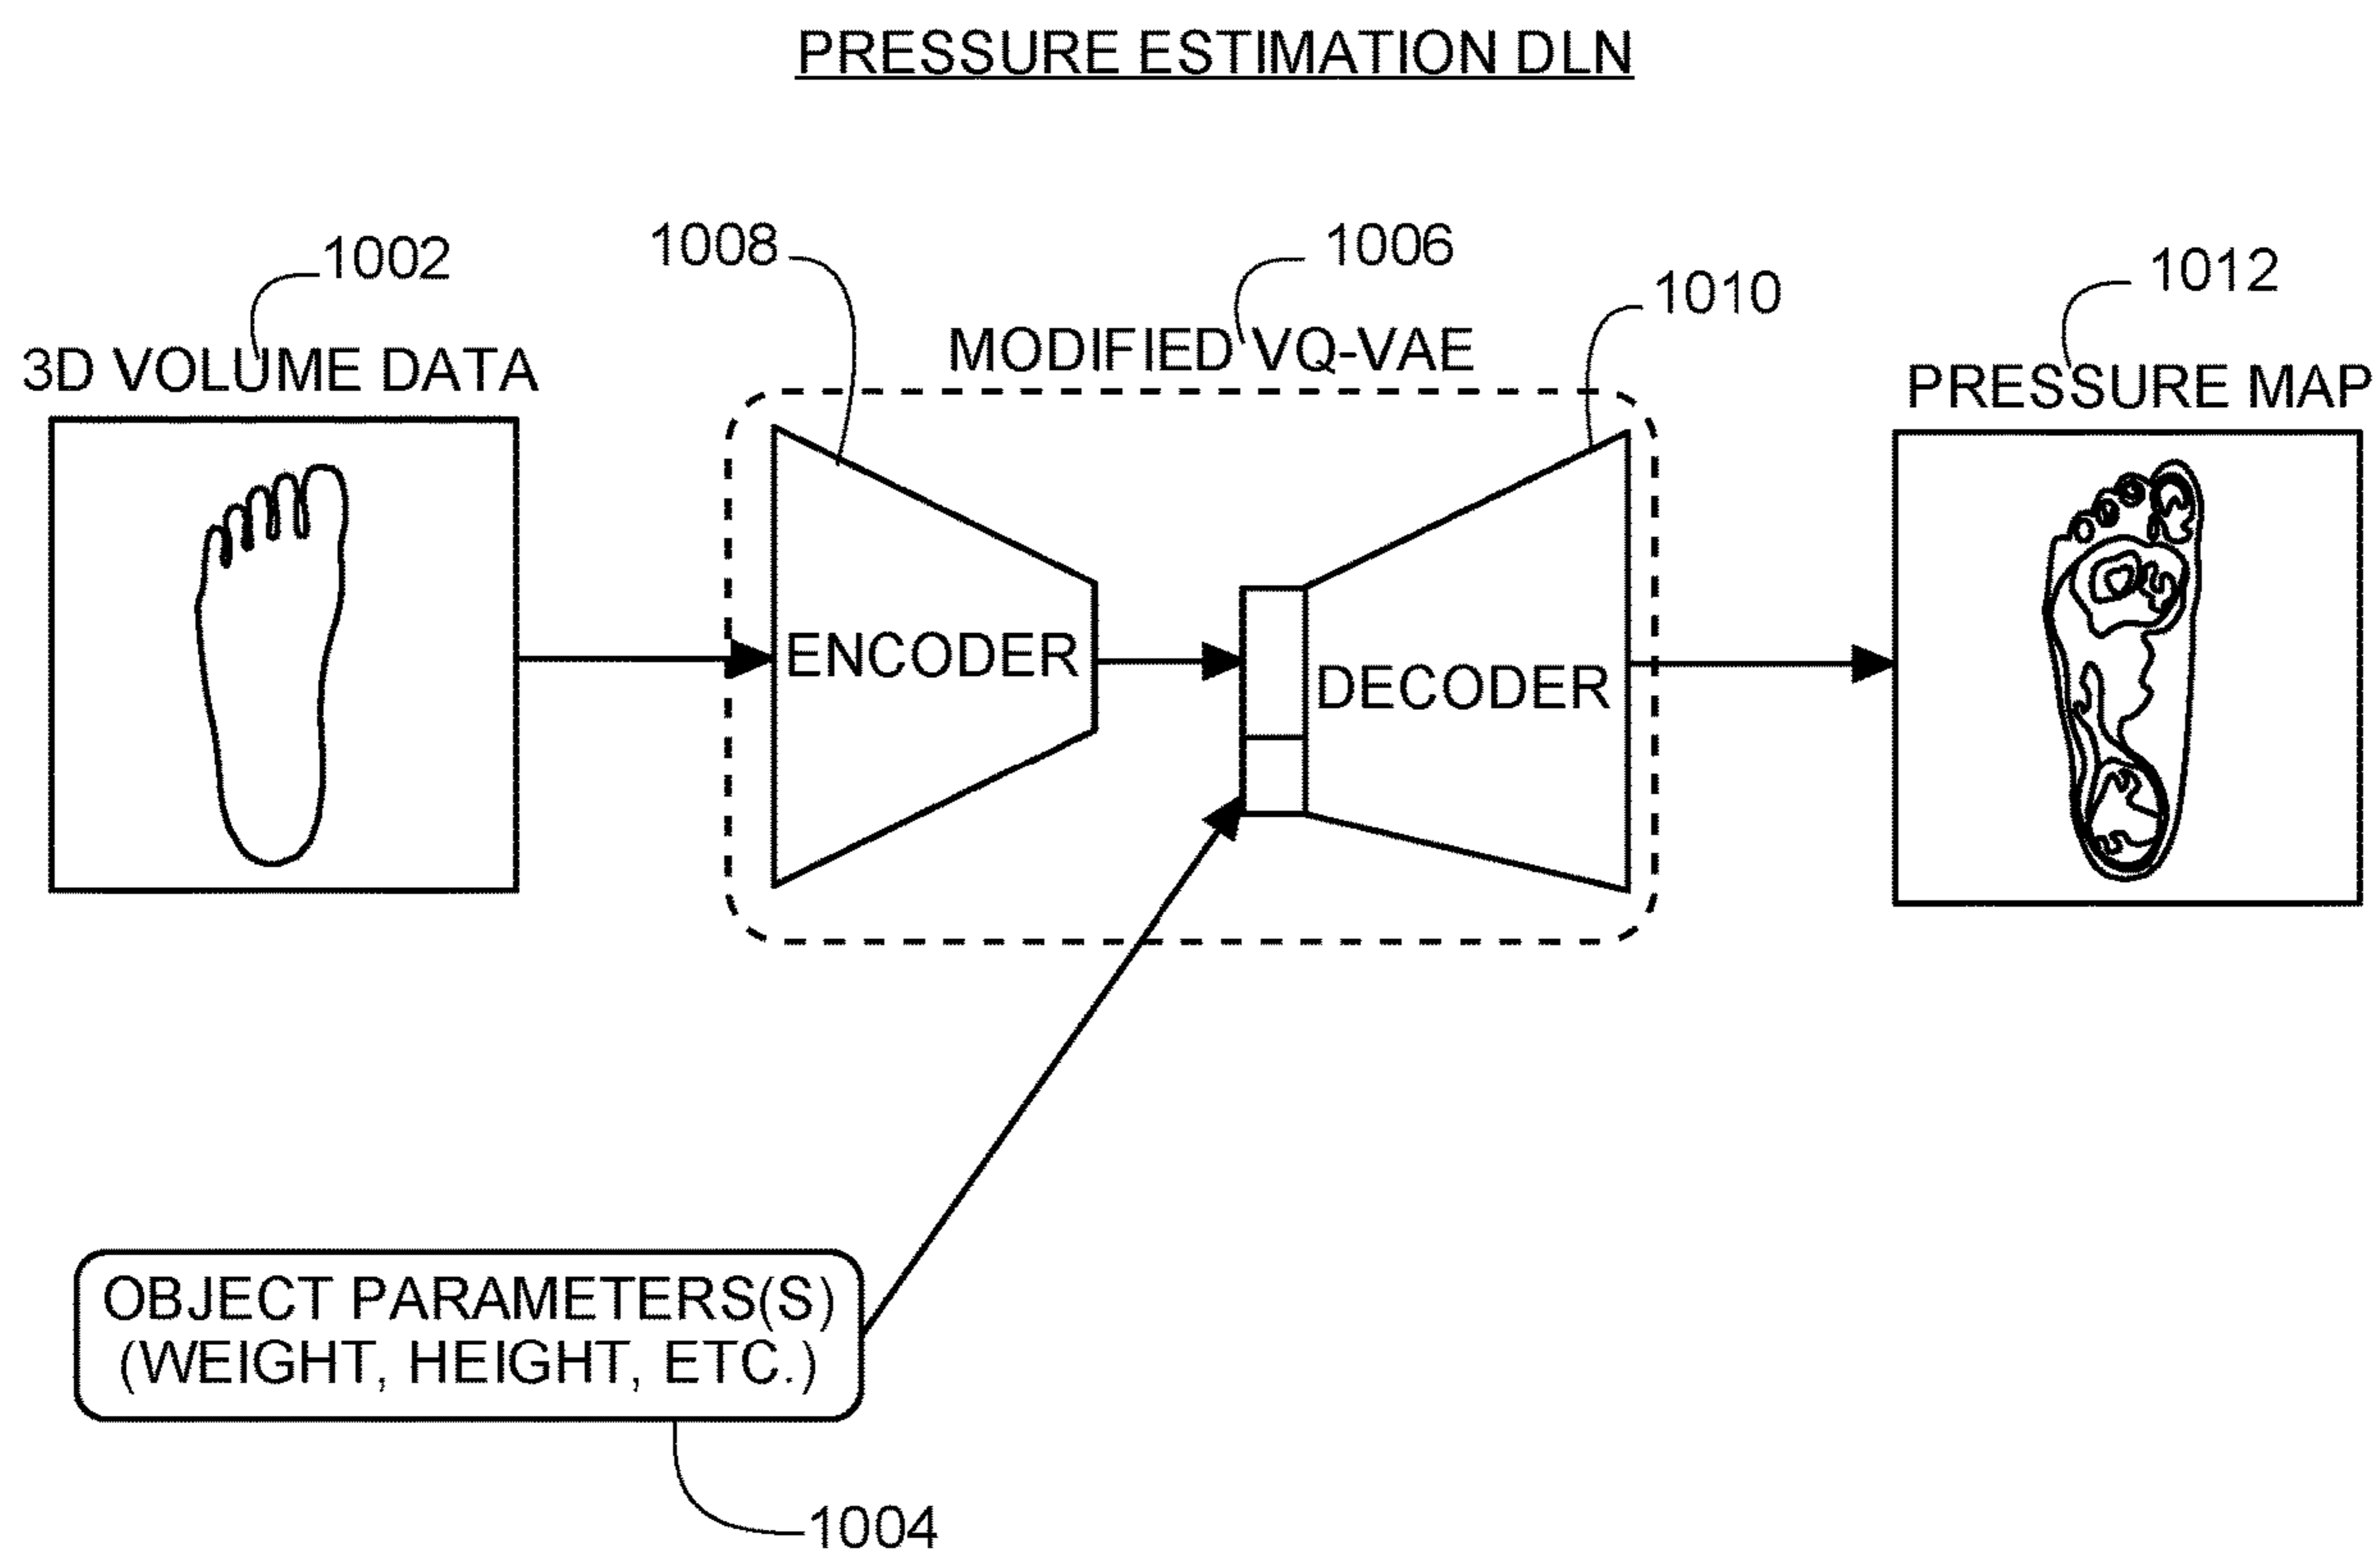 PRESSURE ESTIMATION DLN
1002
1008
1006
1010
1012
3D VOLUME DATA
MODIFIED VQ-VAE
PRESSURE MAP
ENCODER
DECODER
OBJECT PARAMETERS(S)
(WEIGHT, HEIGHT, ETC.)
1004